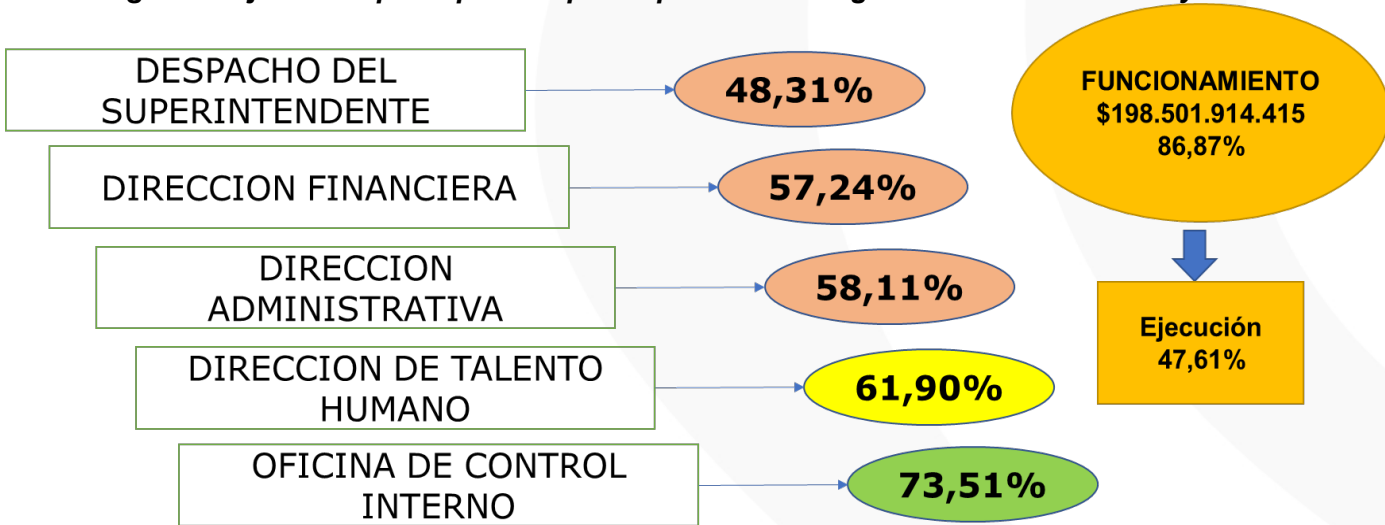 DESPACHO DEL
SUPERINTENDENTE
48,31%
DIRECCION FINANCIERA
57,24%
DIRECCION
ADMINISTRATIVA
58,11%
DIRECCION DE TALENTO
HUMANO
61,90%
OFICINA DE CONTROL
INTERNO
73,51%
FUNCIONAMIENTO
$198.501.914.415
86,87%
Ejecución
47,61%